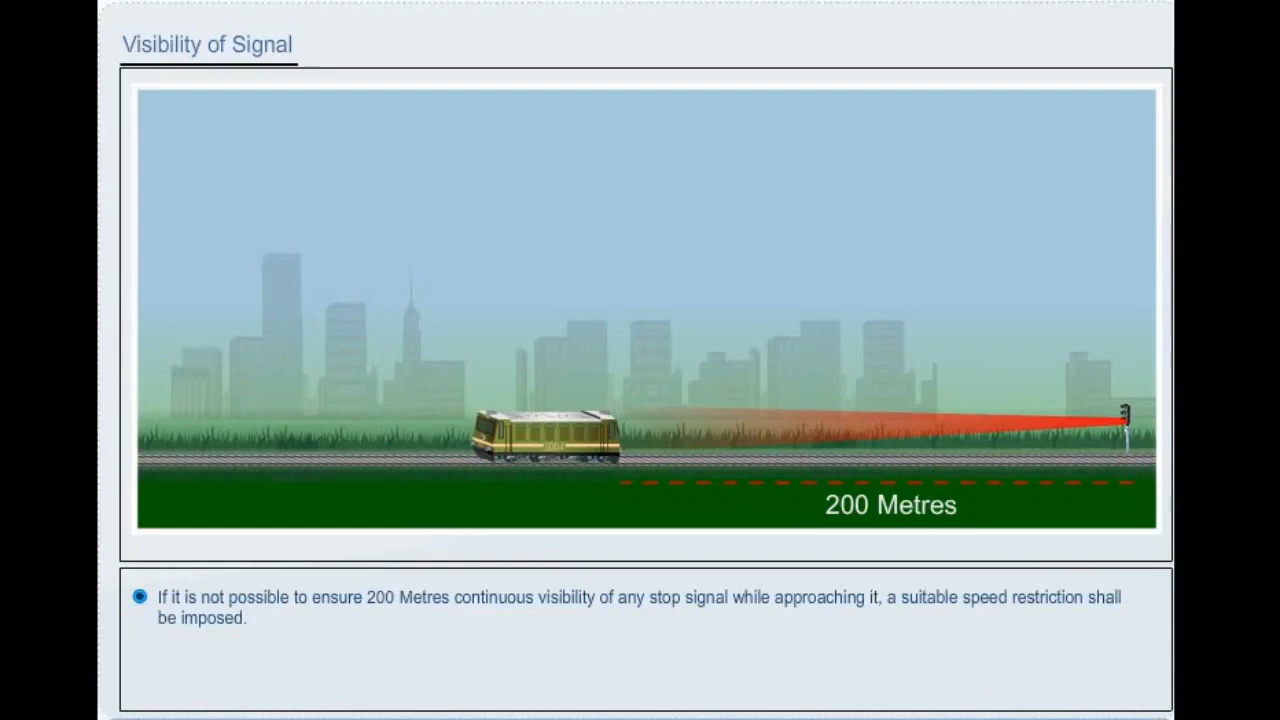 Visibility of Signal
200 Metres
If it is not possible to ensure 200 Metres continuous visibility of any stop signal while approaching it, a suitable speed restriction shall
be imposed.